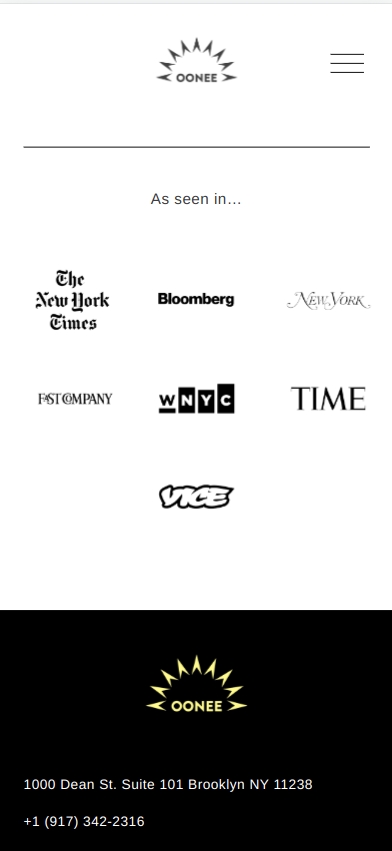 OONEE
As seen in...
The
New York
Times
Bloomberg
NEW YORK
FAST COMPANY
WNYC
TIME
VICE
OONEE
1000 Dean St. Suite 101 Brooklyn NY 11238
+1 (917) 342-2316